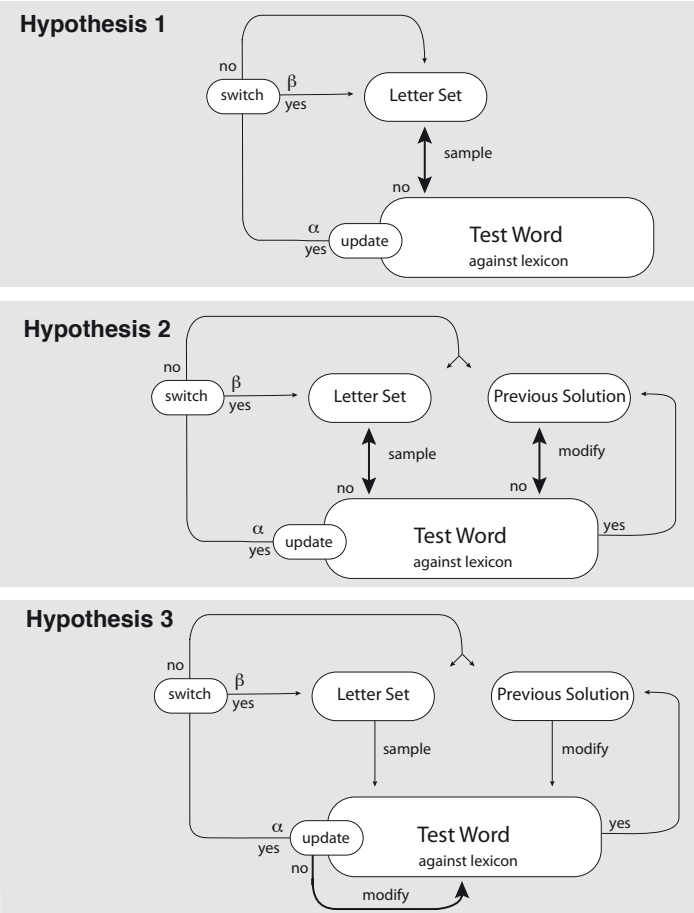 Hypothesis 1
no
β
switch
yes
Letter Set
sample
no
α
yes
update
Test Word
against lexicon
Hypothesis 2
no
β
switch
yes
Letter Set
Previous Solution
sample
modify
no
no
α
yes
update
Test Word
against lexicon
yes
Hypothesis 3
no
β
switch
yes
Letter Set
Previous Solution
sample
modify
α
yes
update
Test Word
against lexicon
yes
no
modify